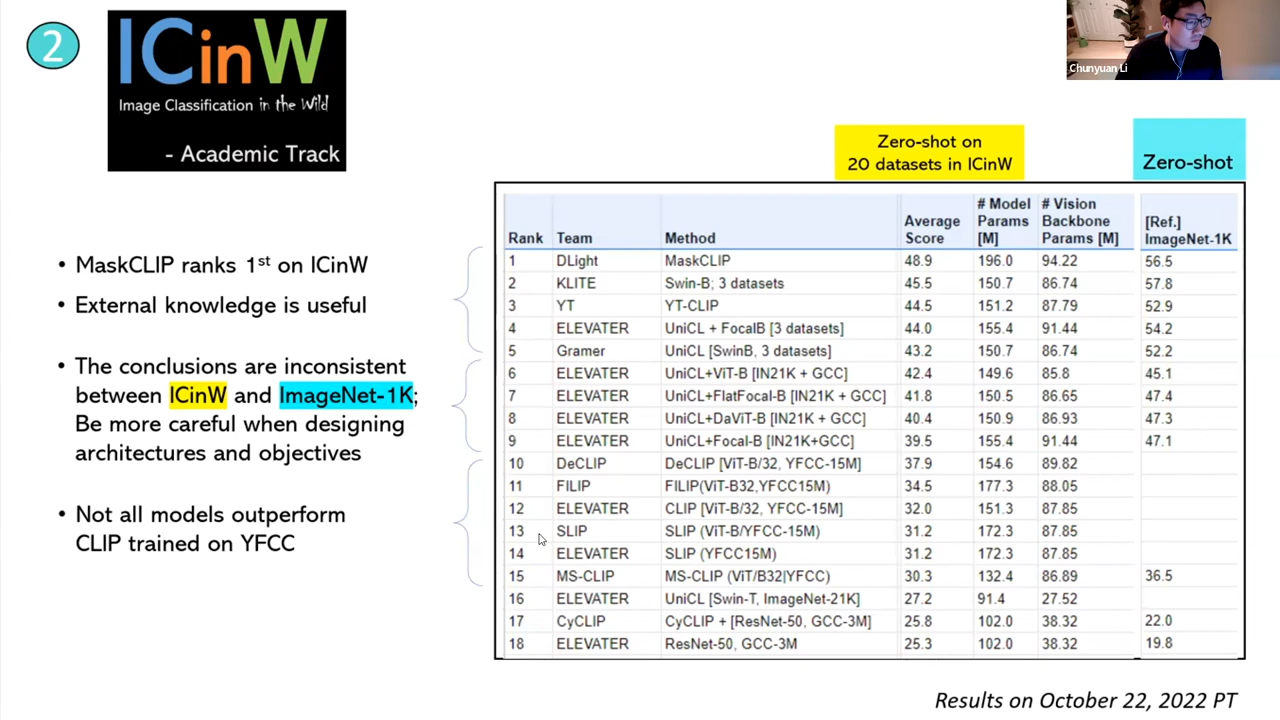 2
ICinW
Image Classification in the Wild
- Academic Track
Chunyuan Li
Zero-shot on
20 datasets in ICinW
Zero-shot
• MaskCLIP ranks 1st on ICinW
• External knowledge is useful
• The conclusions are inconsistent
between ICinW and ImageNet-1K;
Be more careful when designing
architectures and objectives
• Not all models outperform
CLIP trained on YFCC
Rank Team Method Average Score # Model Params [M] # Vision Backbone Params [M] [Ref.] ImageNet-1K
1 DLight MaskCLIP 48.9 196.0 94.22 56.5
2 KLITE Swin-B; 3 datasets 45.5 150.7 86.74 57.8
3 YT YT-CLIP 44.5 151.2 87.79 52.9
4 ELEVATER UniCL + FocalB [3 datasets] 44.0 155.4 91.44 54.2
5 Gramer UniCL [SwinB, 3 datasets] 43.2 150.7 86.74 52.2
6 ELEVATER UniCL+ViT-B [IN21K + GCC] 42.4 149.6 85.8 45.1
7 ELEVATER UniCL+FlatFocal-B [IN21K + GCC] 41.8 150.5 86.65 47.4
8 ELEVATER UniCL+DaViT-B [IN21K + GCC] 40.4 150.9 86.93 47.3
9 ELEVATER UniCL+Focal-B [IN21K+GCC] 39.5 155.4 91.44 47.1
10 DeCLIP DeCLIP [ViT-B/32, YFCC-15M] 37.9 154.6 89.82
11 FILIP FILIP(ViT-B32,YFCC15M) 34.5 177.3 88.05
12 ELEVATER CLIP [ViT-B/32, YFCC-15M] 32.0 151.3 87.85
13 SLIP SLIP (ViT-B/YFCC-15M) 31.2 172.3 87.85
14 ELEVATER SLIP (YFCC15M) 31.2 172.3 87.85
15 MS-CLIP MS-CLIP (ViT/B32|YFCC) 30.3 132.4 86.89 36.5
16 ELEVATER UniCL [Swin-T, ImageNet-21K] 27.2 91.4 27.52
17 CyCLIP CyCLIP + [ResNet-50, GCC-3M] 25.8 102.0 38.32 22.0
18 ELEVATER ResNet-50, GCC-3M 25.3 102.0 38.32 19.8
Results on October 22, 2022 PT